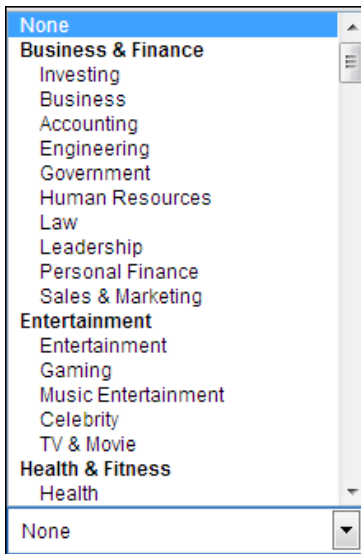 None
Business & Finance
Investing
Business
Accounting
Engineering
Government
Human Resources
Law
Leadership
Personal Finance
Sales & Marketing
Entertainment
Entertainment
Gaming
Music Entertainment
Celebrity
TV & Movie
Health & Fitness
Health
None